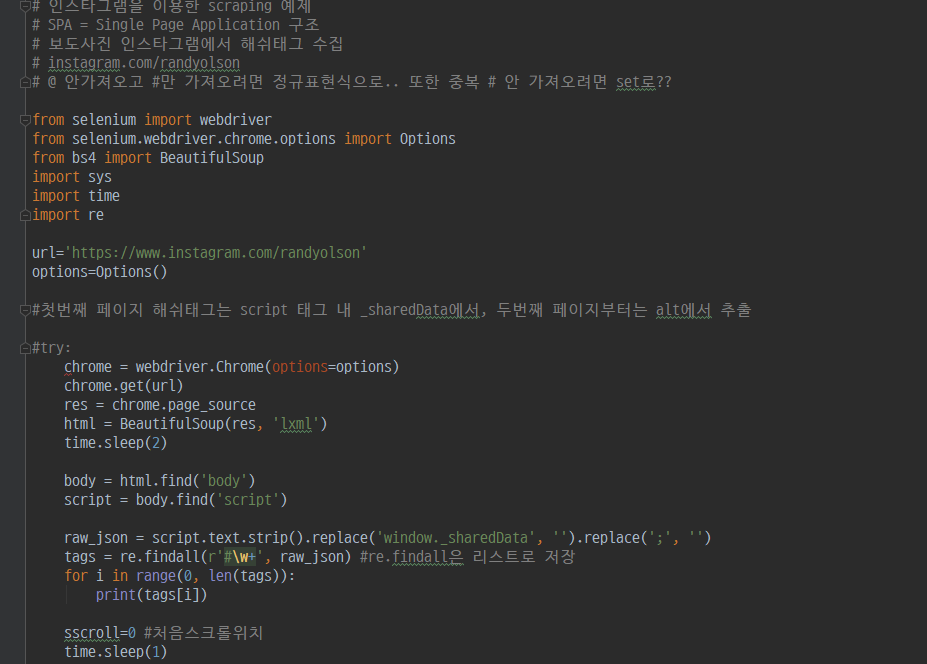 # 인스타그램을 이용한 scraping 예제
# SPA = Single Page Application 구조
# 보도사진 인스타그램에서 해쉬태그 수집
# instagram.com/randyolson
# @ 안가져오고 #만 가져오려면 정규표현식으로.. 또한 중복 # 안 가져오려면 set로??
from selenium import webdriver
from selenium.webdriver.chrome.options import Options
from bs4 import BeautifulSoup
import sys
import time
import re
url='https://www.instagram.com/randyolson'
options=Options()
#첫번째 페이지 해쉬태그는 script 태그 내 _sharedData에서, 두번째 페이지부터는 alt에서 추출
#try:
chrome = webdriver.Chrome(options=options)
chrome.get(url)
res = chrome.page_source
html = BeautifulSoup(res, 'lxml')
time.sleep(2)
body = html.find('body')
script = body.find('script')
raw_json = script.text.strip().replace('window._sharedData', '').replace(';', '')
tags = re.findall(r'#\w+', raw_json) #re.findall은 리스트로 저장
for i in range(0, len(tags)):
print(tags[i])
sscroll=0 #처음스크롤위치
time.sleep(1)